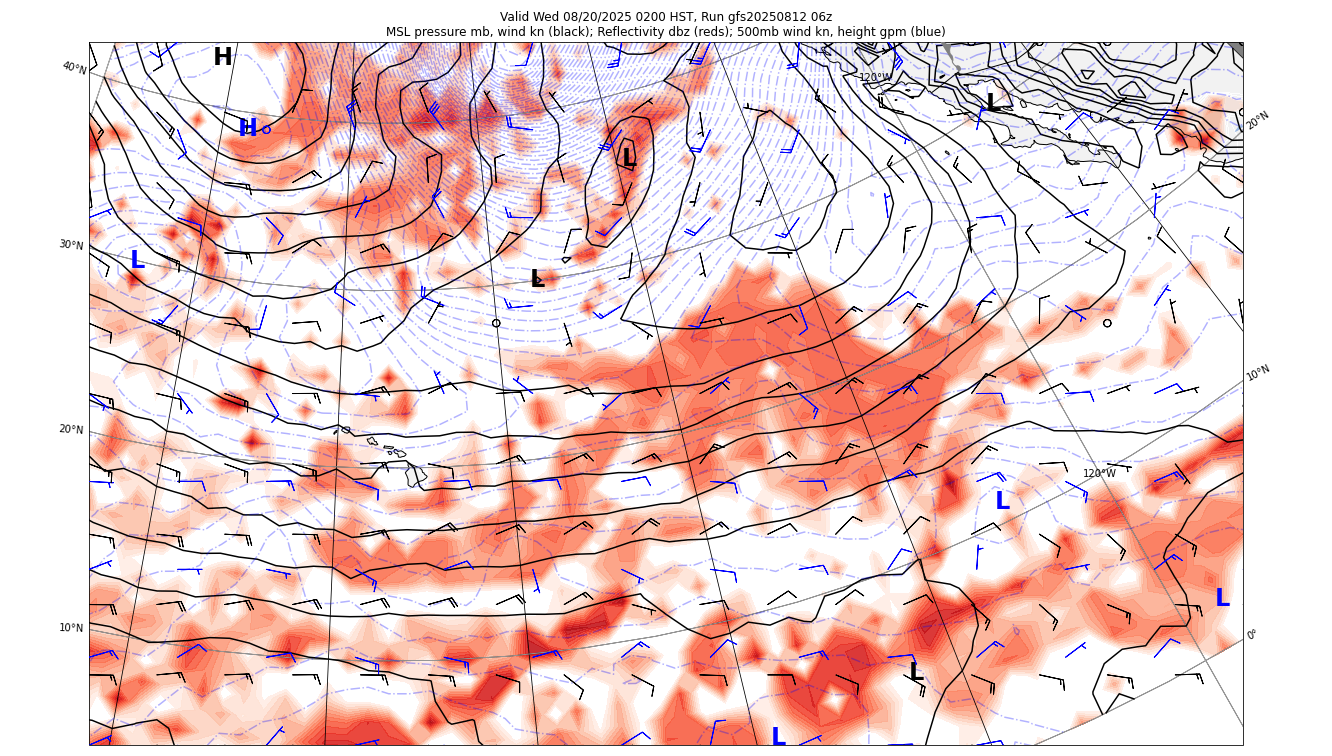 Valid Wed 08/20/2025 0200 HST, Run gfs20250812 06z
MSL pressure mb, wind kn (black); Reflectivity dbz (reds); 500mb wind kn, height gpm (blue)
H
40°N
120°W
L
20°N
H
L
30°N
L
L
10°N
20°N
120°W
L
L
10°N
0°
L
L